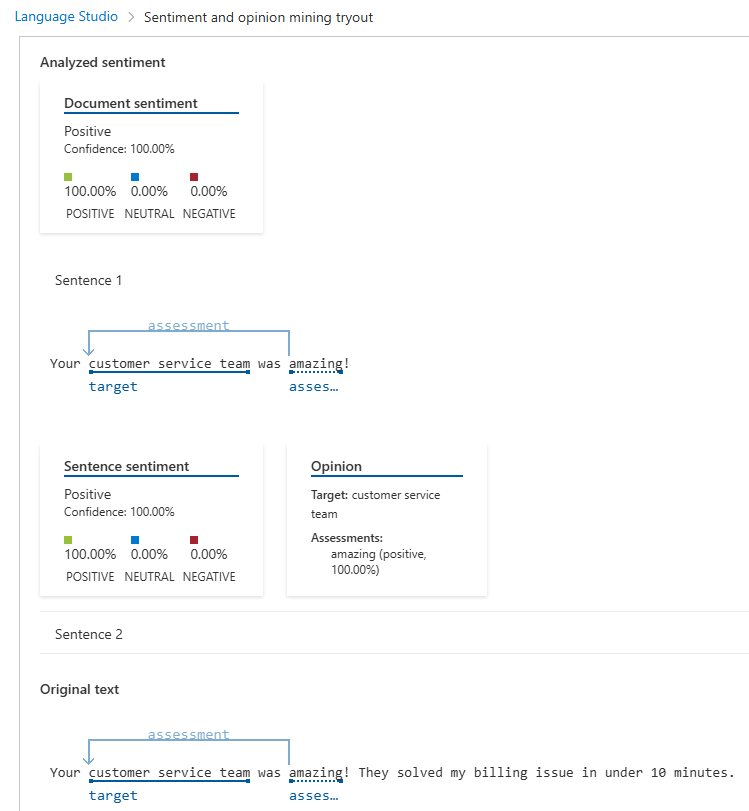 Language Studio > Sentiment and opinion mining tryout
Analyzed sentiment
Document sentiment
Positive
Confidence: 100.00%
100.00% 0.00% 0.00%
POSITIVE NEUTRAL NEGATIVE
Sentence 1
assessment
Your customer service team was amazing!
target asses…
Sentence sentiment
Positive
Confidence: 100.00%
100.00% 0.00% 0.00%
POSITIVE NEUTRAL NEGATIVE
Opinion
Target: customer service
team
Assessments:
amazing (positive,
100.00%)
Sentence 2
Original text
assessment
Your customer service team was amazing! They solved my billing issue in under 10 minutes.
target asses…